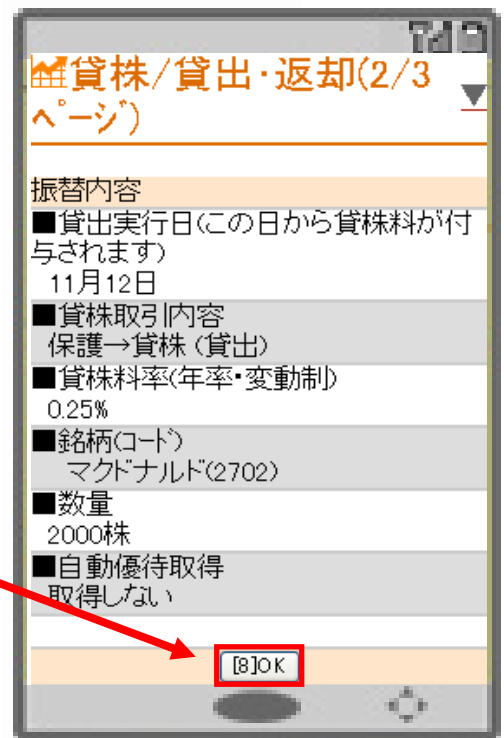 貸株/貸出・返却(2/3
ページ)
振替内容
■貸出実行日(この日から貸株料が付
与されます)
11月12日
■貸株取引内容
保護→貸株(貸出)
■貸株料率(年率・変動制)
0.25%
■銘柄(コード)
マクドナルド(2702)
■数量
2000株
■自動優待取得
取得しない
[8]OK